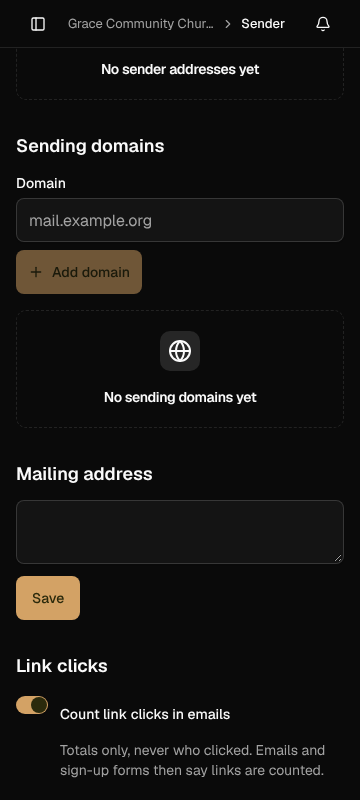 Grace Community Chur... > Sender
No sender addresses yet
Sending domains
Domain
mail.example.org
+ Add domain
No sending domains yet
Mailing address
Save
Link clicks
Count link clicks in emails
Totals only, never who clicked. Emails and
sign-up forms then say links are counted.